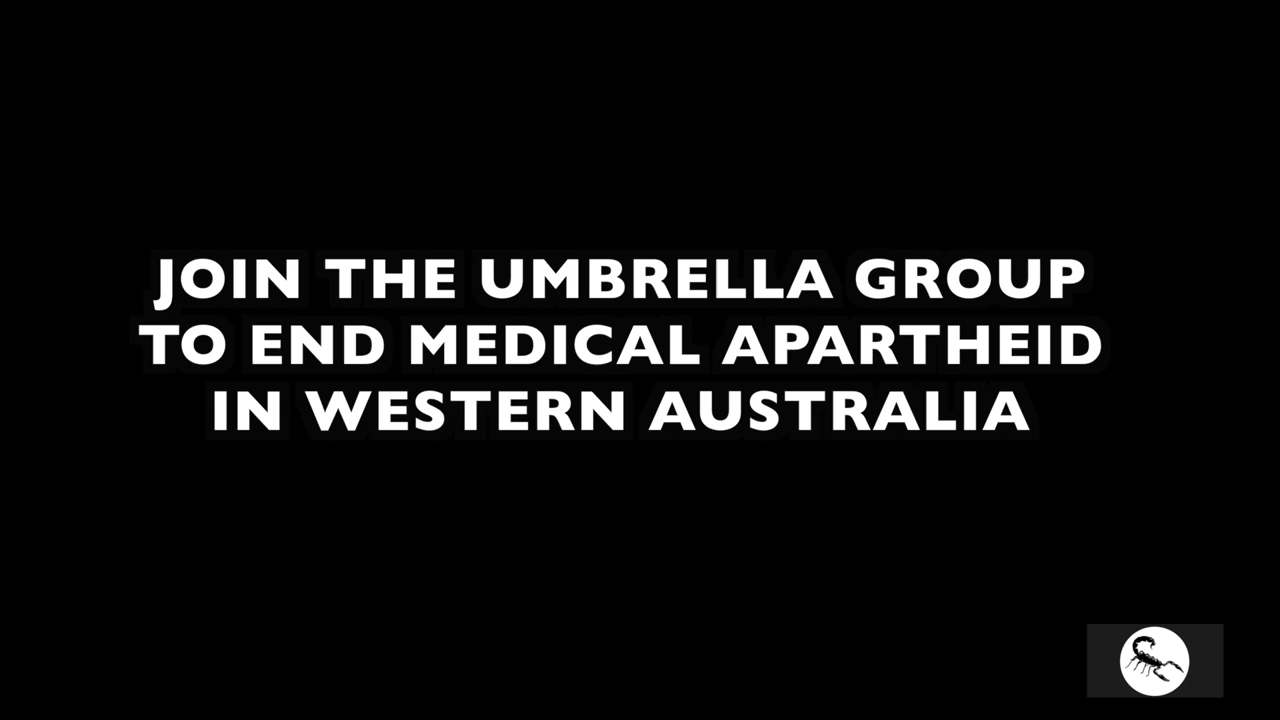 JOIN THE UMBRELLA GROUP
TO END MEDICAL APARTHEID
IN WESTERN AUSTRALIA